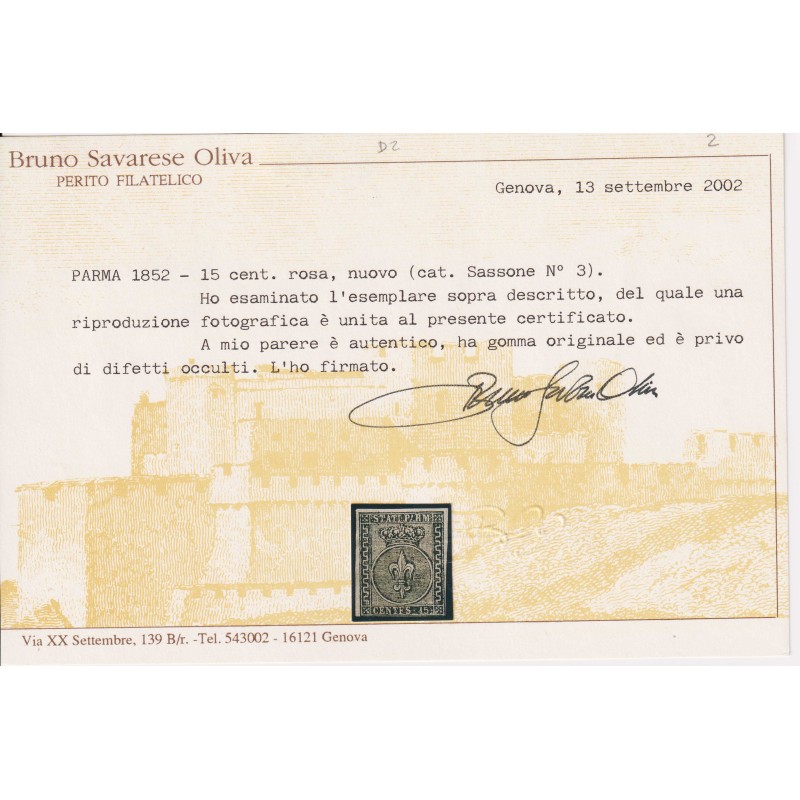 D2
2
Bruno Savarese Oliva
PERITO FILATELICO
Genova, 13 settembre 2002
PARMA 1852 - 15 cent. rosa, nuovo (cat. Sassone N° 3).
Ho esaminato l'esemplare sopra descritto, del quale una
riproduzione fotografica è unita al presente certificato.
A mio parere è autentico, ha gomma originale ed è privo
di difetti occulti. L'ho firmato.
Bruno Savarese Oliva
STATI PARM
CENTES. 15
Via XX Settembre, 139 B/r. -Tel. 543002 - 16121 Genova